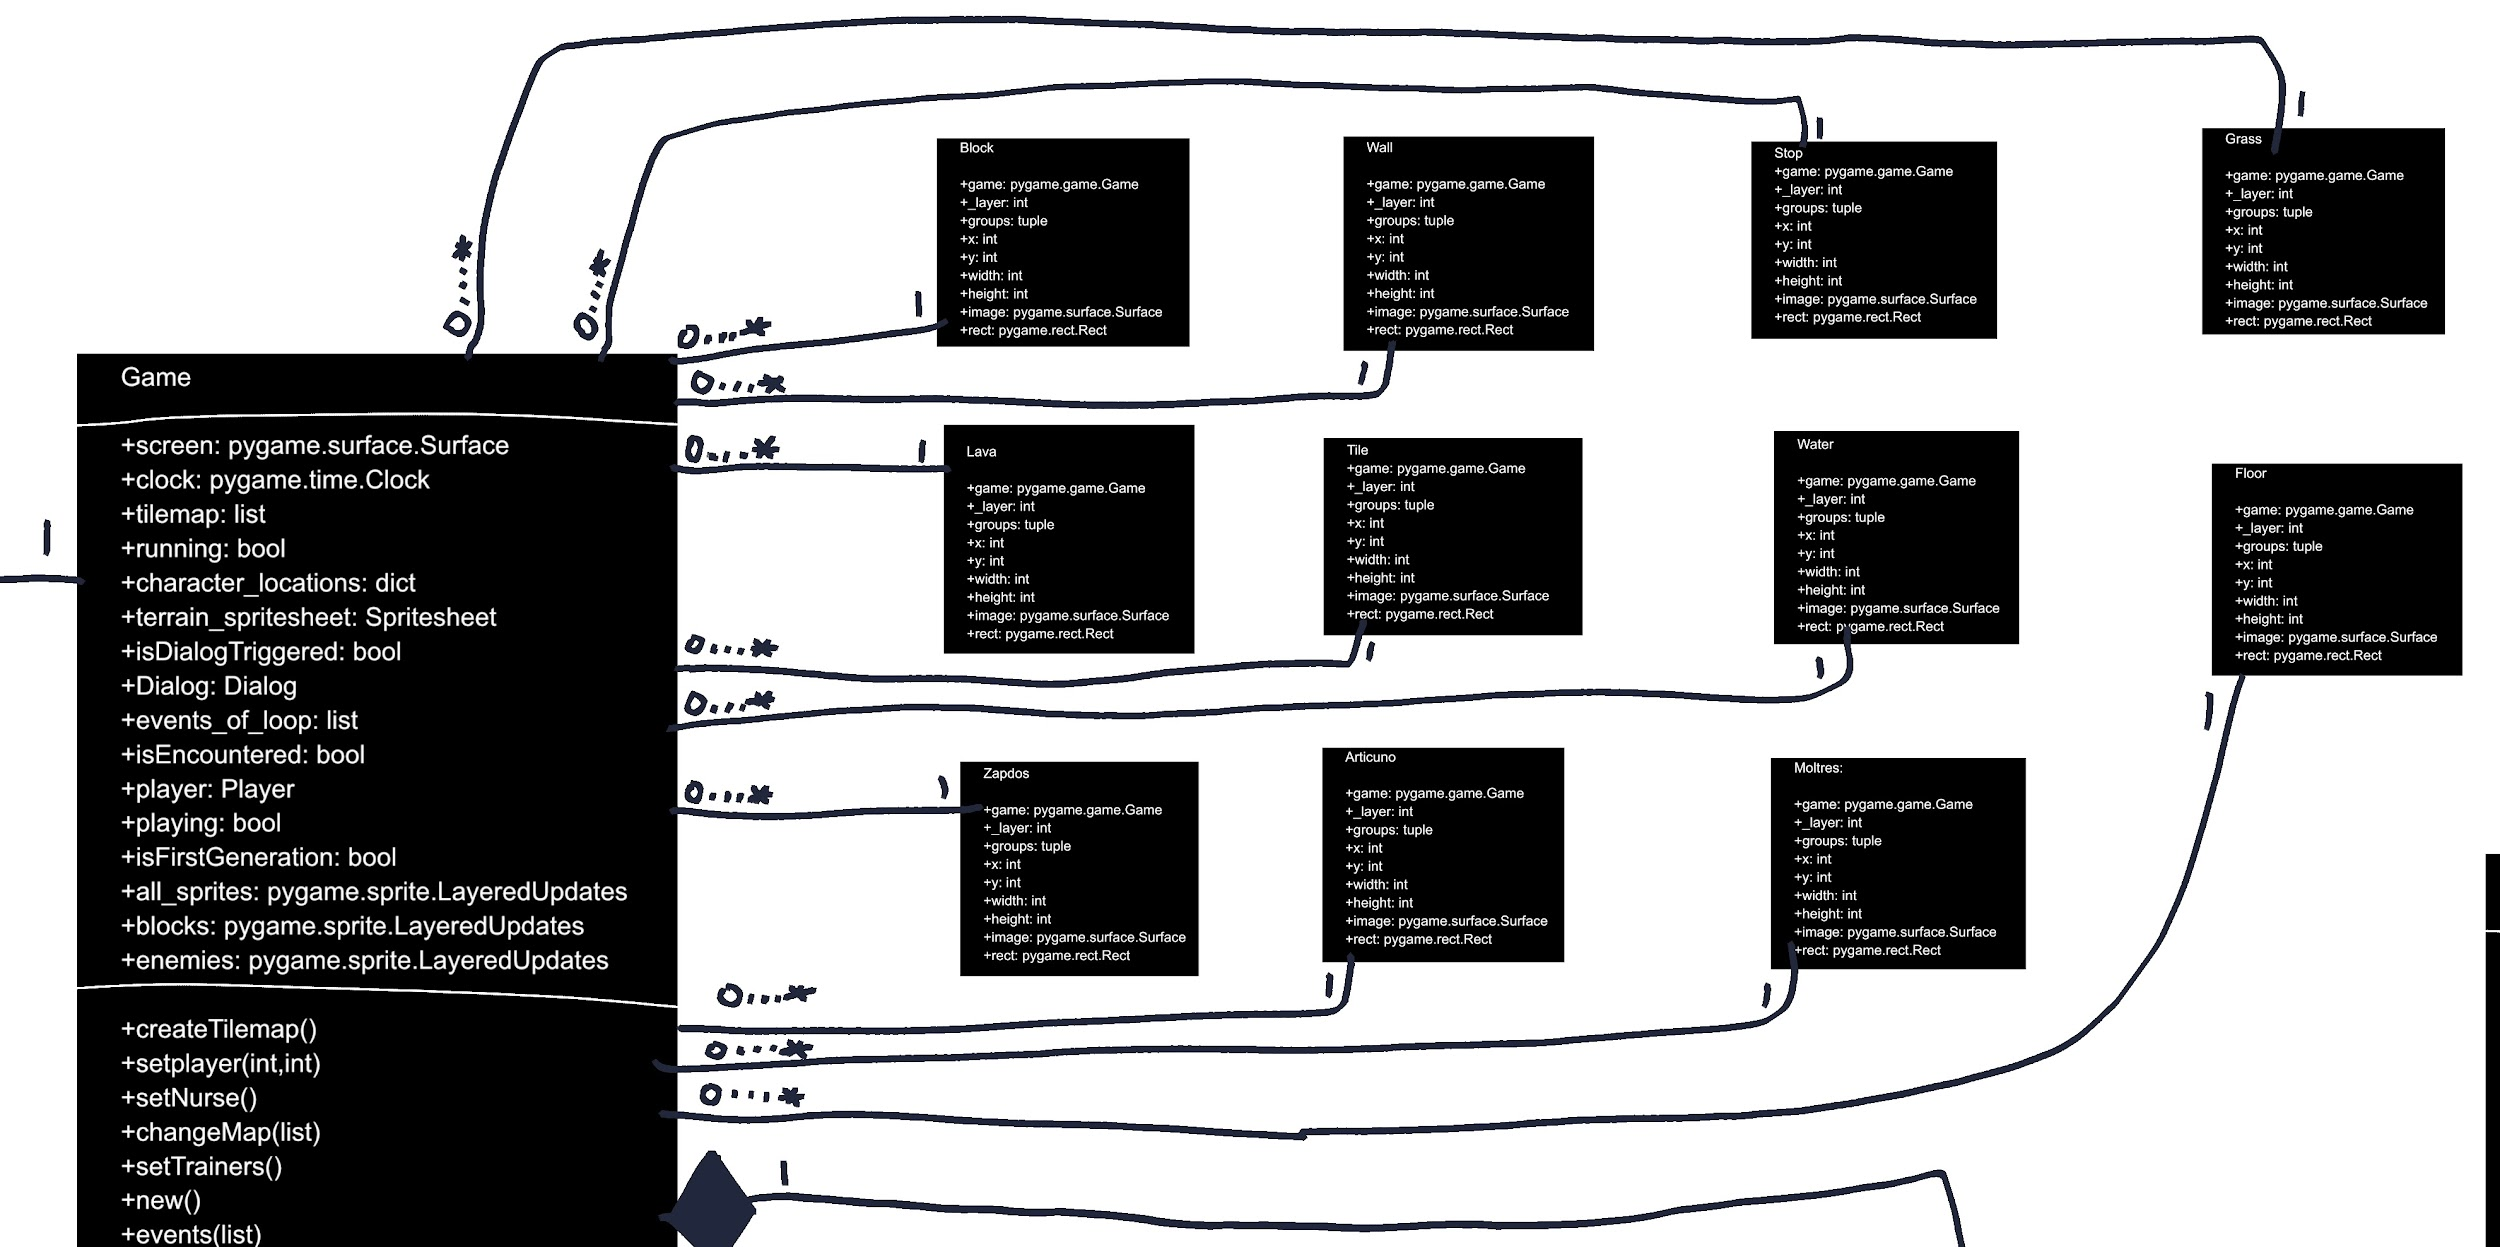 Block
+game: pygame.game.Game
+_layer: int
+groups: tuple
+x: int
+y: int
+width: int
+height: int
+image: pygame.surface.Surface
+rect: pygame.rect.Rect
Wall
+game: pygame.game.Game
+_layer: int
+groups: tuple
+x: int
+y: int
+width: int
+height: int
+image: pygame.surface.Surface
+rect: pygame.rect.Rect
Stop
+game: pygame.game.Game
+_layer: int
+groups: tuple
+x: int
+y: int
+width: int
+height: int
+image: pygame.surface.Surface
+rect: pygame.rect.Rect
1
Grass
+game: pygame.game.Game
+_layer: int
+groups: tuple
+x: int
+y: int
+width: int
+height: int
+image: pygame.surface.Surface
+rect: pygame.rect.Rect
1
0...*
0...*
0...*
1
0...*
1
Game
+screen: pygame.surface.Surface
+clock: pygame.time.Clock
+tilemap: list
+running: bool
+character_locations: dict
+terrain_spritesheet: Spritesheet
+isDialogTriggered: bool
+Dialog: Dialog
+events_of_loop: list
+isEncountered: bool
+player: Player
+playing: bool
+isFirstGeneration: bool
+all_sprites: pygame.sprite.LayeredUpdates
+blocks: pygame.sprite.LayeredUpdates
+enemies: pygame.sprite.LayeredUpdates
+createTilemap()
+setplayer(int,int)
+setNurse()
+changeMap(list)
+setTrainers()
+new()
+events(list)
1
0...*
1
Lava
+game: pygame.game.Game
+_layer: int
+groups: tuple
+x: int
+y: int
+width: int
+height: int
+image: pygame.surface.Surface
+rect: pygame.rect.Rect
Tile
+game: pygame.game.Game
+_layer: int
+groups: tuple
+x: int
+y: int
+width: int
+height: int
+image: pygame.surface.Surface
+rect: pygame.rect.Rect
Water
+game: pygame.game.Game
+_layer: int
+groups: tuple
+x: int
+y: int
+width: int
+height: int
+image: pygame.surface.Surface
+rect: pygame.rect.Rect
Floor
+game: pygame.game.Game
+_layer: int
+groups: tuple
+x: int
+y: int
+width: int
+height: int
+image: pygame.surface.Surface
+rect: pygame.rect.Rect
0...*
1
0...*
1
1
0...*
1
Zapdos
+game: pygame.game.Game
+_layer: int
+groups: tuple
+x: int
+y: int
+width: int
+height: int
+image: pygame.surface.Surface
+rect: pygame.rect.Rect
Articuno
+game: pygame.game.Game
+_layer: int
+groups: tuple
+x: int
+y: int
+width: int
+height: int
+image: pygame.surface.Surface
+rect: pygame.rect.Rect
Moltres:
+game: pygame.game.Game
+_layer: int
+groups: tuple
+x: int
+y: int
+width: int
+height: int
+image: pygame.surface.Surface
+rect: pygame.rect.Rect
0...*
1
0....*
1
0....*
1